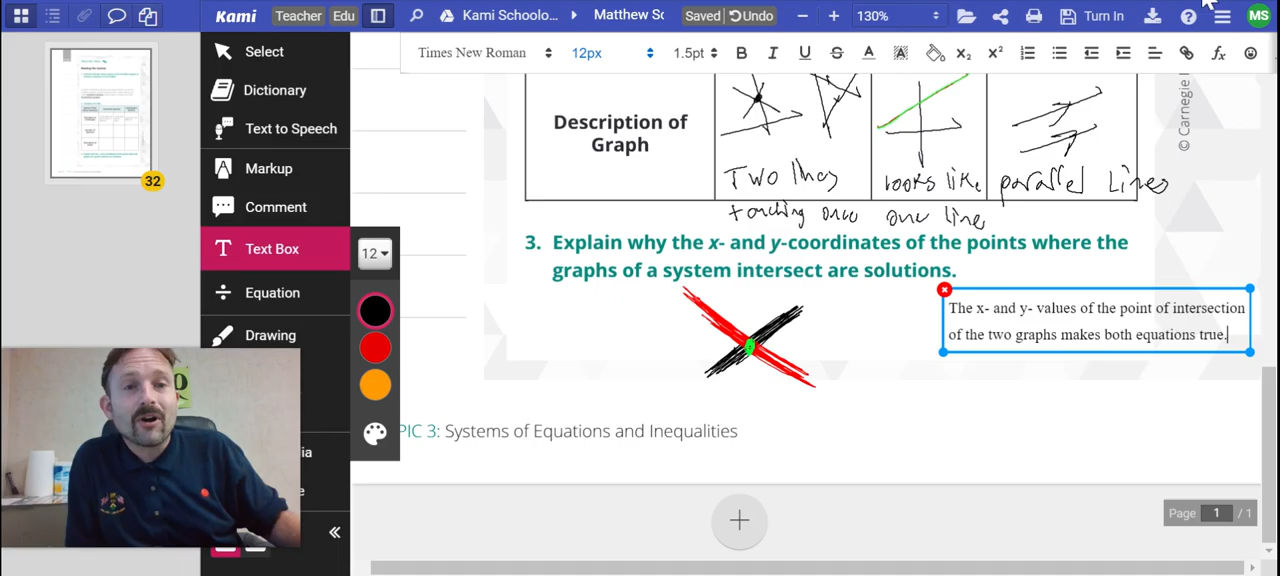 Kami
Teacher
Edu
Kami Schoolo...
Matthew Sc
Saved
Undo
130%
Turn In
MS
Select
Dictionary
Text to Speech
Markup
Comment
Text Box
Equation
Drawing
32
12
Times New Roman
12px
1.5pt
Description of
Graph
Two lines
touching once
looks like
one line
parallel Lines
© Carnegie
3. Explain why the x- and y-coordinates of the points where the
graphs of a system intersect are solutions.
The x- and y- values of the point of intersection
of the two graphs makes both equations true.
PIC 3: Systems of Equations and Inequalities
Page 1 / 1